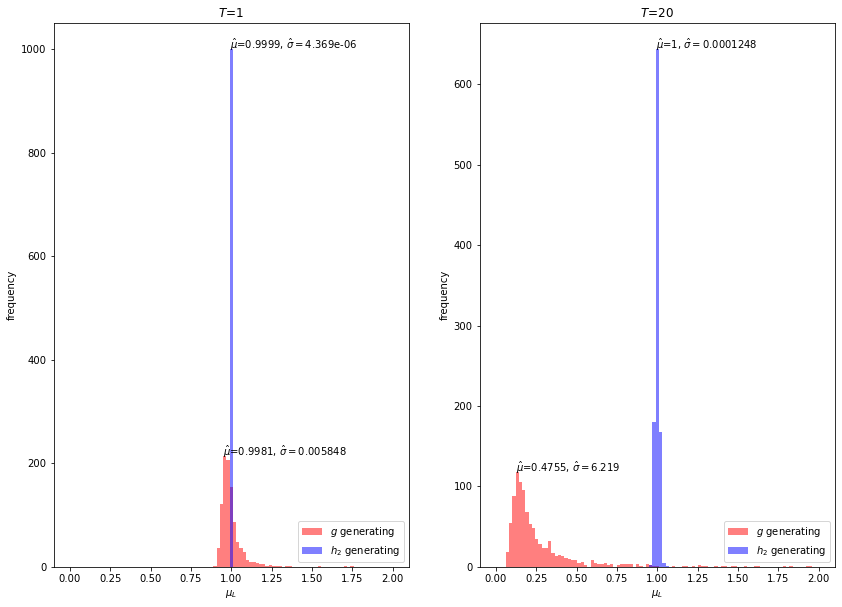 T=1
1000
800
600
400
200
0
frequency
μ̂=0.9999, σ̂ = 4.369e-06
μ̂=0.9981, σ̂ = 0.005848
g generating
h₂ generating
0.00 0.25 0.50 0.75 1.00 1.25 1.50 1.75 2.00
μ_L
T=20
600
500
400
300
200
100
0
frequency
μ̂=1, σ̂ = 0.0001248
μ̂=0.4755, σ̂ = 6.219
g generating
h₂ generating
0.00 0.25 0.50 0.75 1.00 1.25 1.50 1.75 2.00
μ_L